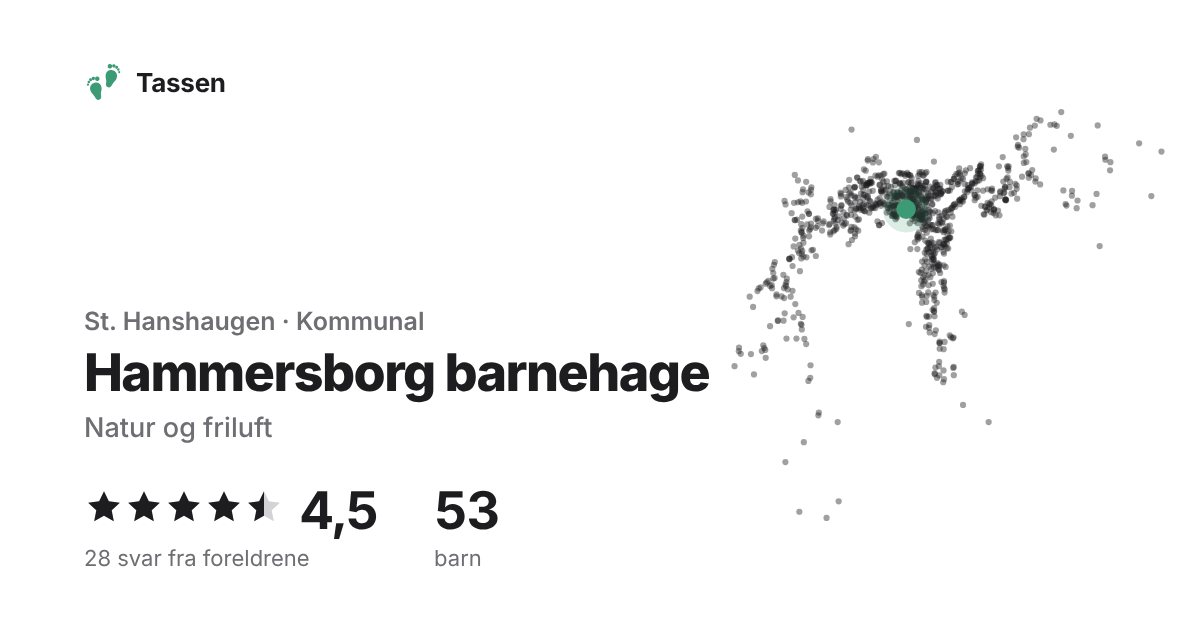 Tassen
St. Hanshaugen · Kommunal
Hammersborg barnehage
Natur og friluft
4,5
53
28 svar fra foreldrene
barn